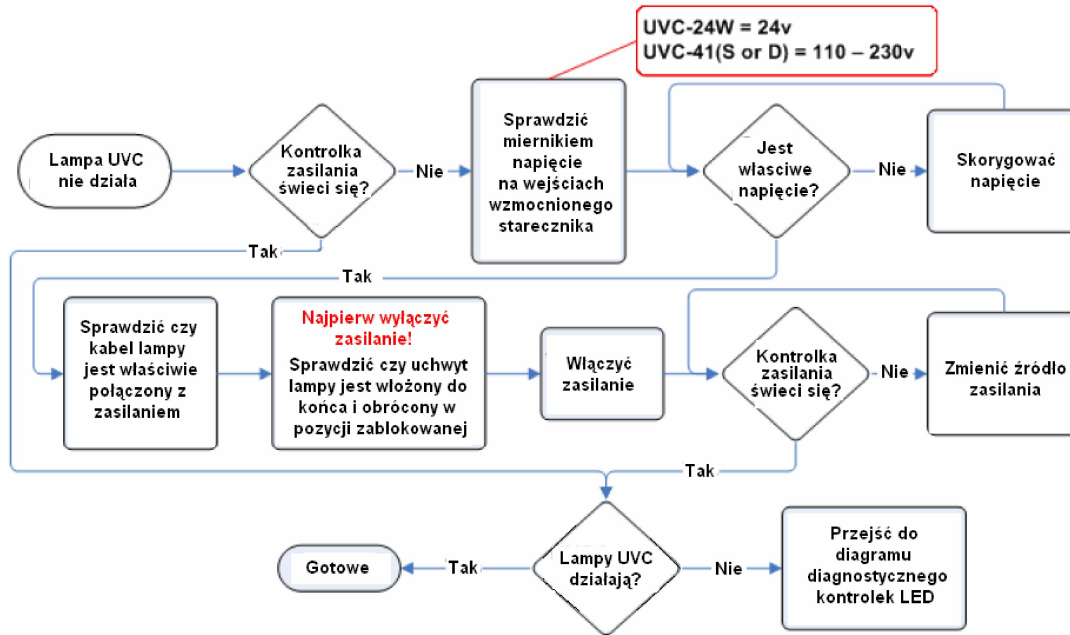 UVC-24W = 24v
UVC-41(S or D) = 110 – 230v
Lampa UVC
nie działa
Kontrolka
zasilania
świeci się?
Nie
Sprawdzić
miernikiem
napięcie
na wejściach
wzmocnionego
starecznika
Jest
własciwe
napięcie?
Nie
Skorygować
napięcie
Tak
Tak
Sprawdzić czy
kabel lampy
jest właściwie
połączony z
zasilaniem
Najpierw wyłączyć
zasilanie!
Sprawdzić czy uchwyt
lampy jest włożony do
końca i obrócony w
pozycji zablokowanej
Włączyć
zasilanie
Kontrolka
zasilania
świeci się?
Nie
Zmienić źródło
zasilania
Tak
Lampy UVC
działają?
Tak
Gotowe
Nie
Przejść do
diagramu
diagnostycznego
kontrolek LED